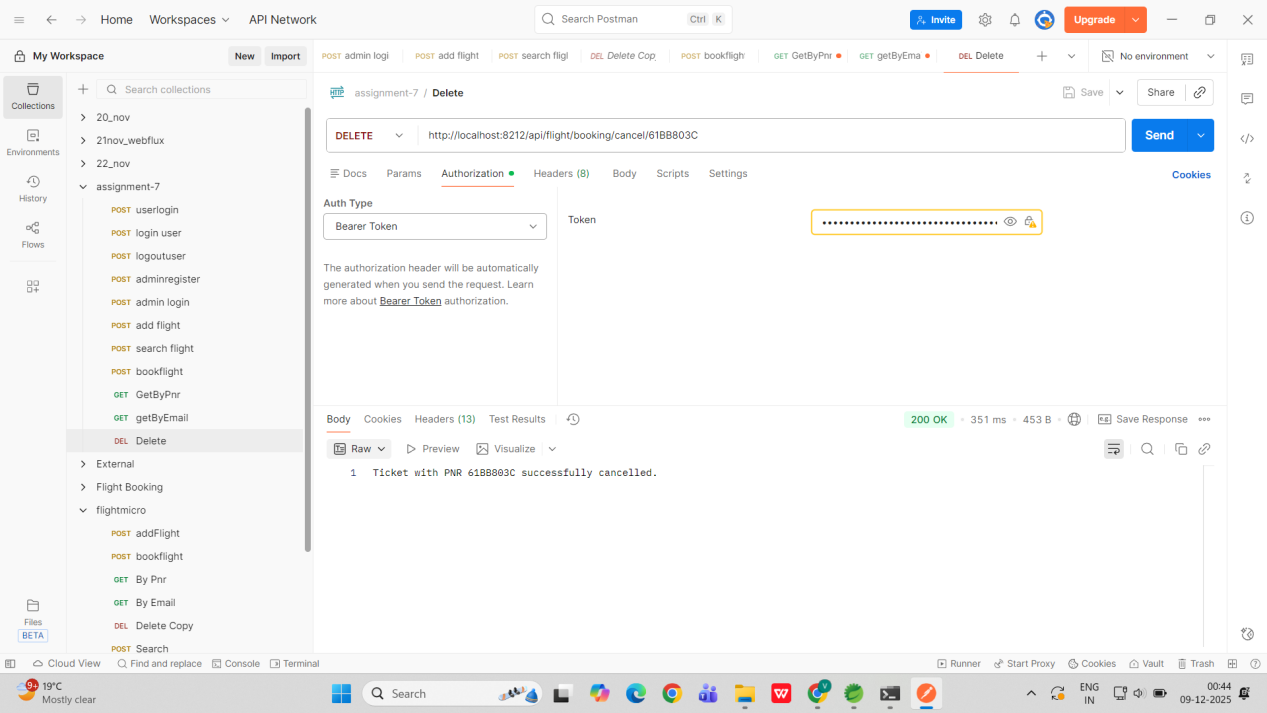 Home Workspaces API Network Search Postman Ctrl K Invite Upgrade
My Workspace New Import
POST admin logi POST add flight POST search fligl DEL Delete Cop POST bookflight GET GetByPnr GET getByEma DEL Delete No environment
Collections
Environments
History
Flows
Files
BETA
Search collections
20_nov
21nov_webflux
22_nov
assignment-7
POST userlogin
POST login user
POST logoutuser
POST adminregister
POST admin login
POST add flight
POST search flight
POST bookflight
GET GetByPnr
GET getByEmail
DEL Delete
External
Flight Booking
flightmicro
POST addFlight
POST bookflight
GET By Pnr
GET By Email
DEL Delete Copy
POST Search
HTTP assignment-7 / Delete Save Share
DELETE http://localhost:8212/api/flight/booking/cancel/61BB803C Send
Docs Params Authorization Headers (8) Body Scripts Settings Cookies
Auth Type
Bearer Token
Token
The authorization header will be automatically
generated when you send the request. Learn
more about Bearer Token authorization.
Body Cookies Headers (13) Test Results 200 OK 351 ms 453 B e.g. Save Response
Raw Preview Visualize
1 Ticket with PNR 61BB803C successfully cancelled.
Cloud View Find and replace Console Terminal Runner Start Proxy Cookies Vault Trash
9+ 19°C
Mostly clear
Search
ENG
IN
00:44
09-12-2025